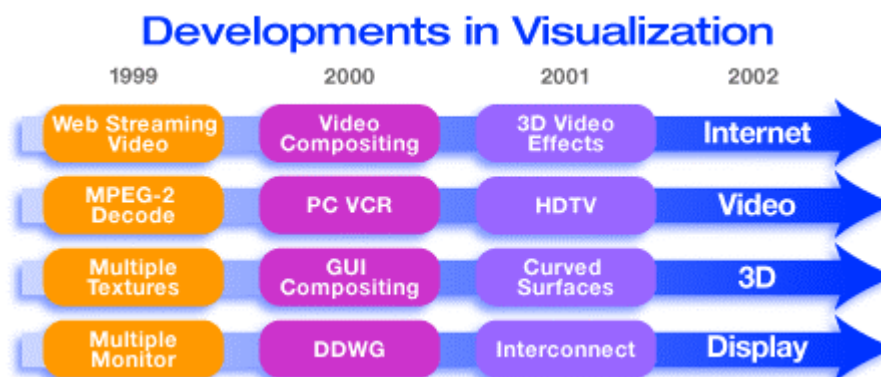 Developments in Visualization
1999 2000 2001 2002
Web Streaming
Video
Video
Compositing
3D Video
Effects
Internet
MPEG-2
Decode
PC VCR
HDTV
Video
Multiple
Textures
GUI
Compositing
Curved
Surfaces
3D
Multiple
Monitor
DDWG
Interconnect
Display